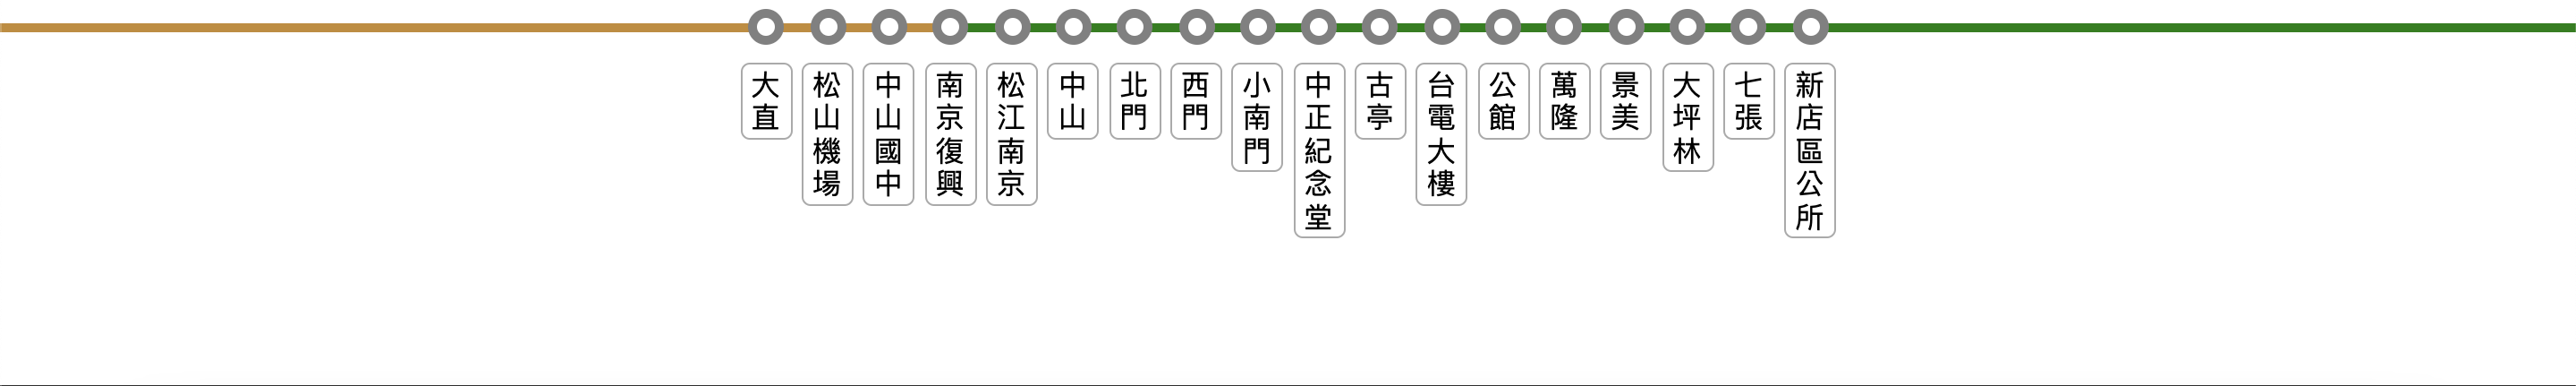 大直
松山機場
中山國中
南京復興
松江南京
中山
北門
西門
小南門
中正紀念堂
古亭
台電大樓
公館
萬隆
景美
大坪林
七張
新店區公所